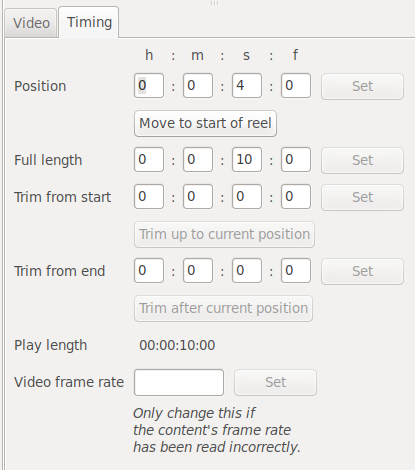 Video Timing
h : m : s : f
Position 0 : 0 : 4 : 0 Set
Move to start of reel
Full length 0 : 0 : 10 : 0 Set
Trim from start 0 : 0 : 0 : 0 Set
Trim up to current position
Trim from end 0 : 0 : 0 : 0 Set
Trim after current position
Play length 00:00:10:00
Video frame rate Set
Only change this if
the content's frame rate
has been read incorrectly.